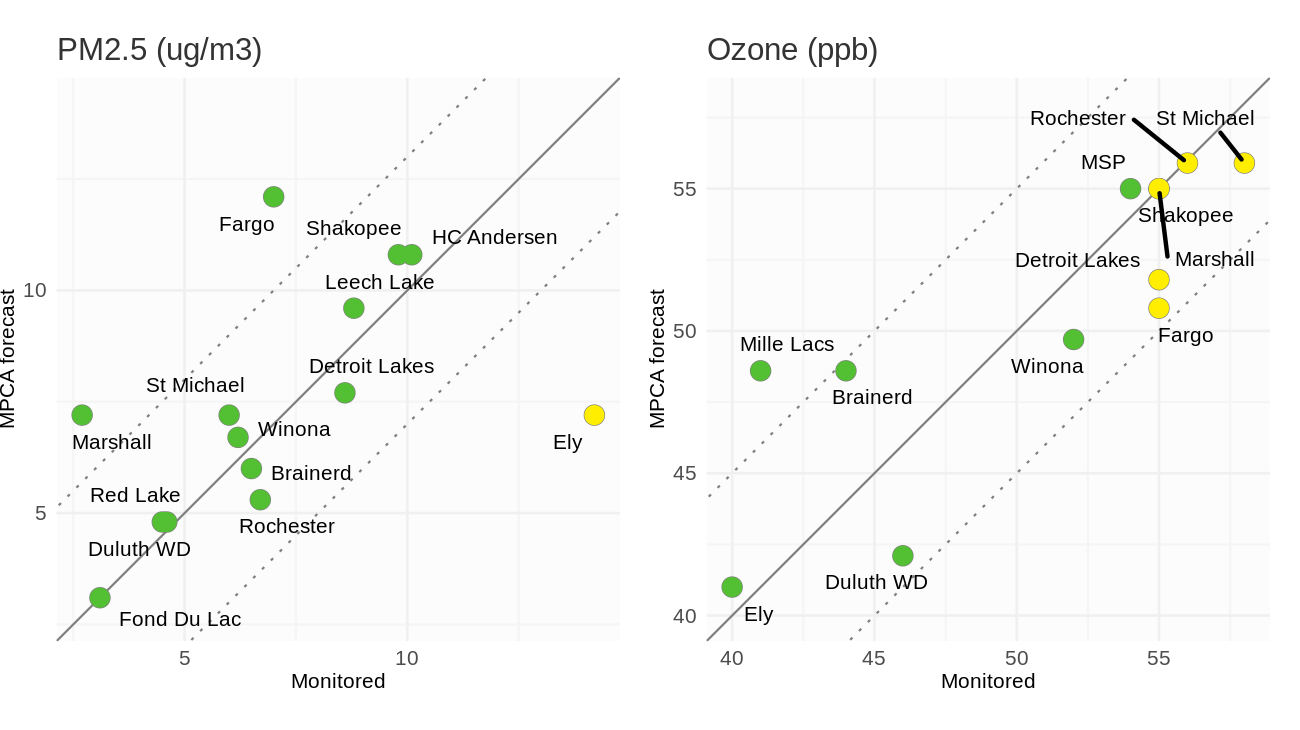 PM2.5 (ug/m3)
Fargo
Shakopee
HC Andersen
Leech Lake
Detroit Lakes
St Michael
Winona
Marshall
Ely
Brainerd
Red Lake
Rochester
Duluth WD
Fond Du Lac
10
5
MPCA forecast
5
10
Monitored
Ozone (ppb)
Rochester
St Michael
MSP
Shakopee
Detroit Lakes
Marshall
Fargo
Mille Lacs
Winona
Brainerd
Duluth WD
Ely
55
50
45
40
MPCA forecast
40
45
50
55
Monitored